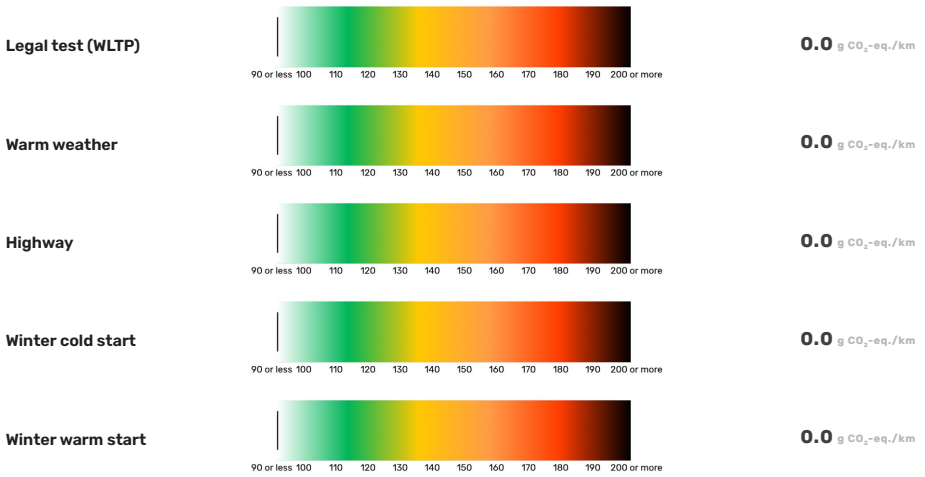 Legal test (WLTP)
0.0 g CO₂-eq./km
90 or less 100 110 120 130 140 150 160 170 180 190 200 or more
Warm weather
0.0 g CO₂-eq./km
90 or less 100 110 120 130 140 150 160 170 180 190 200 or more
Highway
0.0 g CO₂-eq./km
90 or less 100 110 120 130 140 150 160 170 180 190 200 or more
Winter cold start
0.0 g CO₂-eq./km
90 or less 100 110 120 130 140 150 160 170 180 190 200 or more
Winter warm start
0.0 g CO₂-eq./km
90 or less 100 110 120 130 140 150 160 170 180 190 200 or more